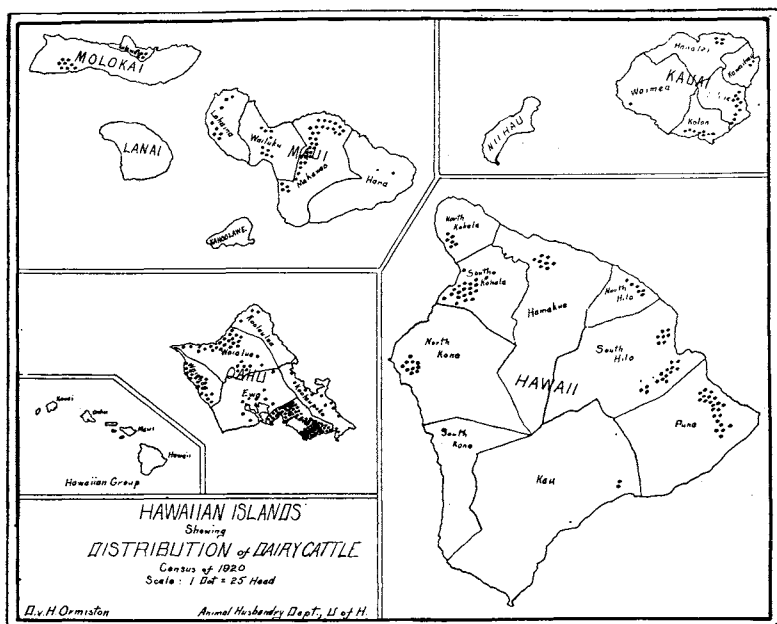 MOLOKAI
LANAI
Lahaina
Wailuku
MAUI
Makawao
Hana
KAHOOLAWE
Hanalei
KAUAI
Kawaihau
Waimea
Koloa
NIIHAU
Koolauloa
Waialua
OAHU
Ewa
North
Kohala
South
Kohala
Hamakua
North
Hilo
North
Kona
South
Hilo
HAWAII
Puna
South
Kona
Kau
Kauai
Oahu
Maui
Hawaii
Hawaiian Group
HAWAIIAN ISLANDS
Showing
DISTRIBUTION of DAIRY CATTLE
Census of 1920
Scale: 1 Dot = 25 Head
D.v.H Ormiston
Animal Husbandry Dept., U of H.